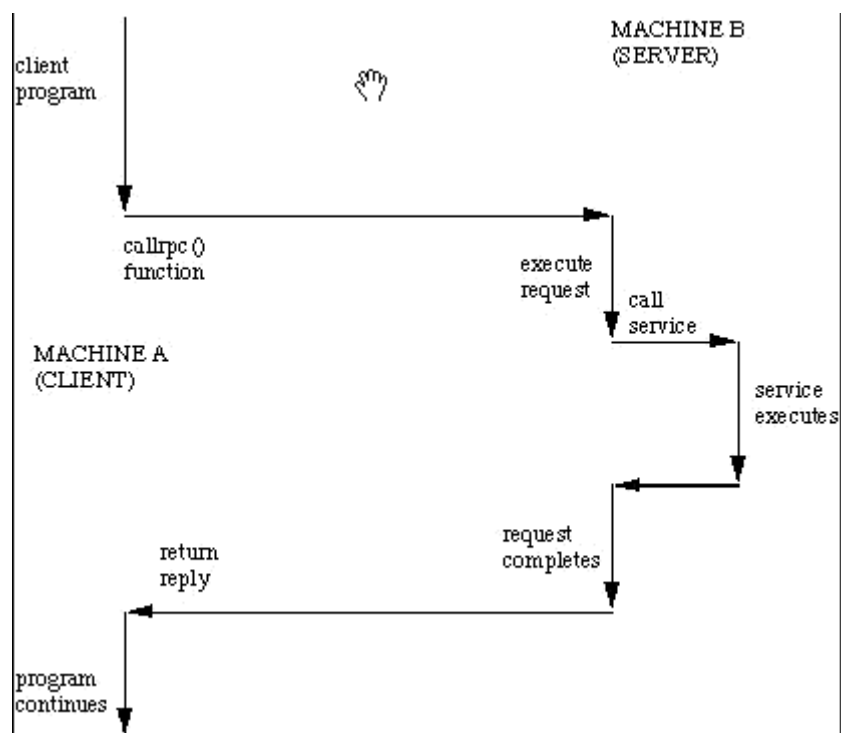 MACHINE B
(SERVER)
client
program
callrpc()
function
execute
request
call
service
MACHINE A
(CLIENT)
service
executes
request
completes
return
reply
program
continues